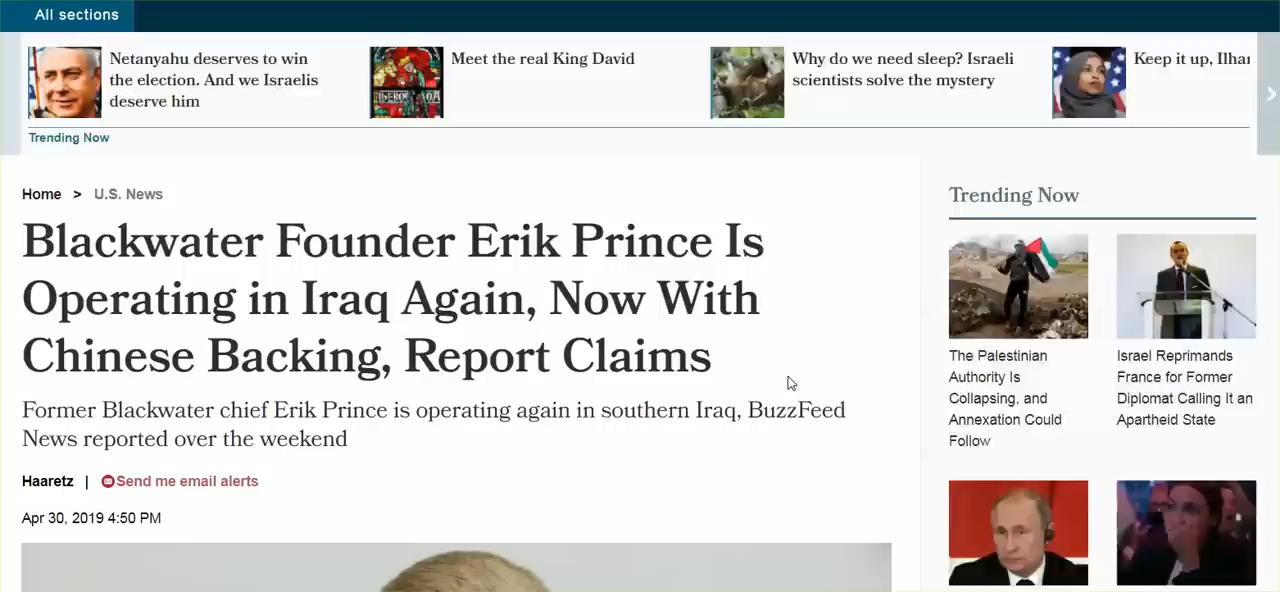 All sections
Netanyahu deserves to win
the election. And we Israelis
deserve him
Meet the real King David
Why do we need sleep? Israeli
scientists solve the mystery
Keep it up, Ilhan
Trending Now
Home > U.S. News
Blackwater Founder Erik Prince Is
Operating in Iraq Again, Now With
Chinese Backing, Report Claims
Former Blackwater chief Erik Prince is operating again in southern Iraq, BuzzFeed
News reported over the weekend
Haaretz | Send me email alerts
Apr 30, 2019 4:50 PM
Trending Now
The Palestinian
Authority Is
Collapsing, and
Annexation Could
Follow
Israel Reprimands
France for Former
Diplomat Calling It an
Apartheid State